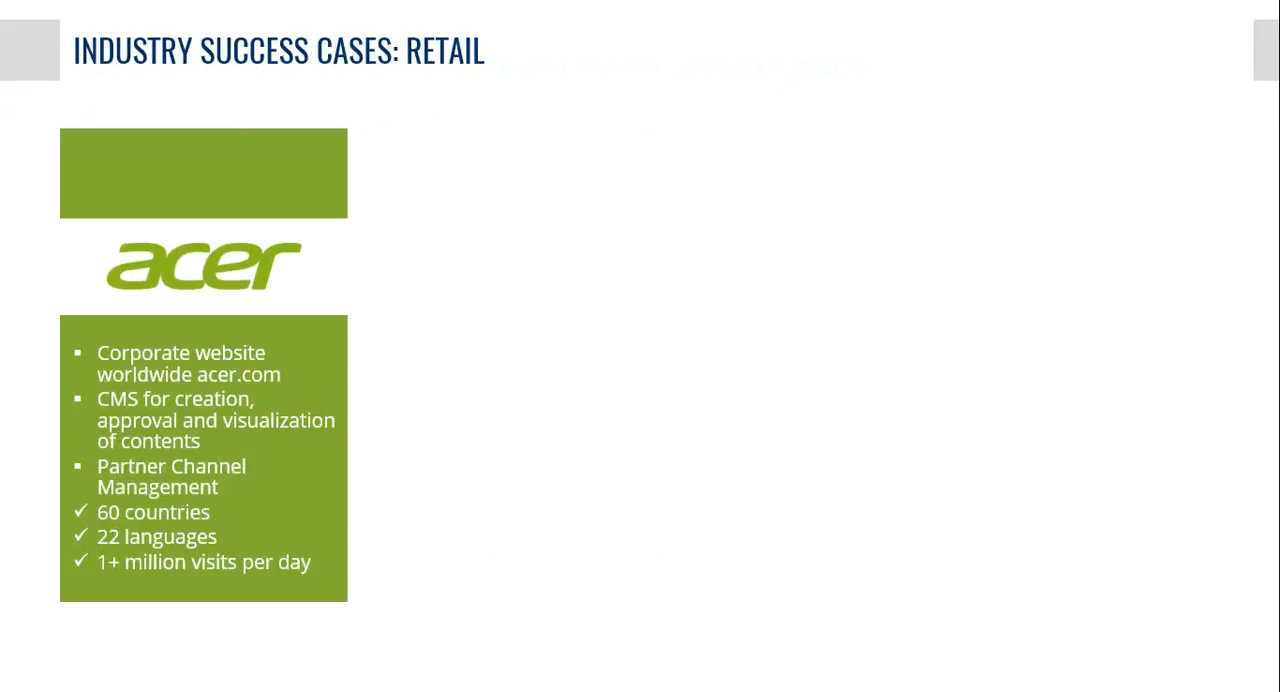 INDUSTRY SUCCESS CASES: RETAIL
acer
▪ Corporate website
worldwide acer.com
▪ CMS for creation,
approval and visualization
of contents
▪ Partner Channel
Management
✓ 60 countries
✓ 22 languages
✓ 1+ million visits per day